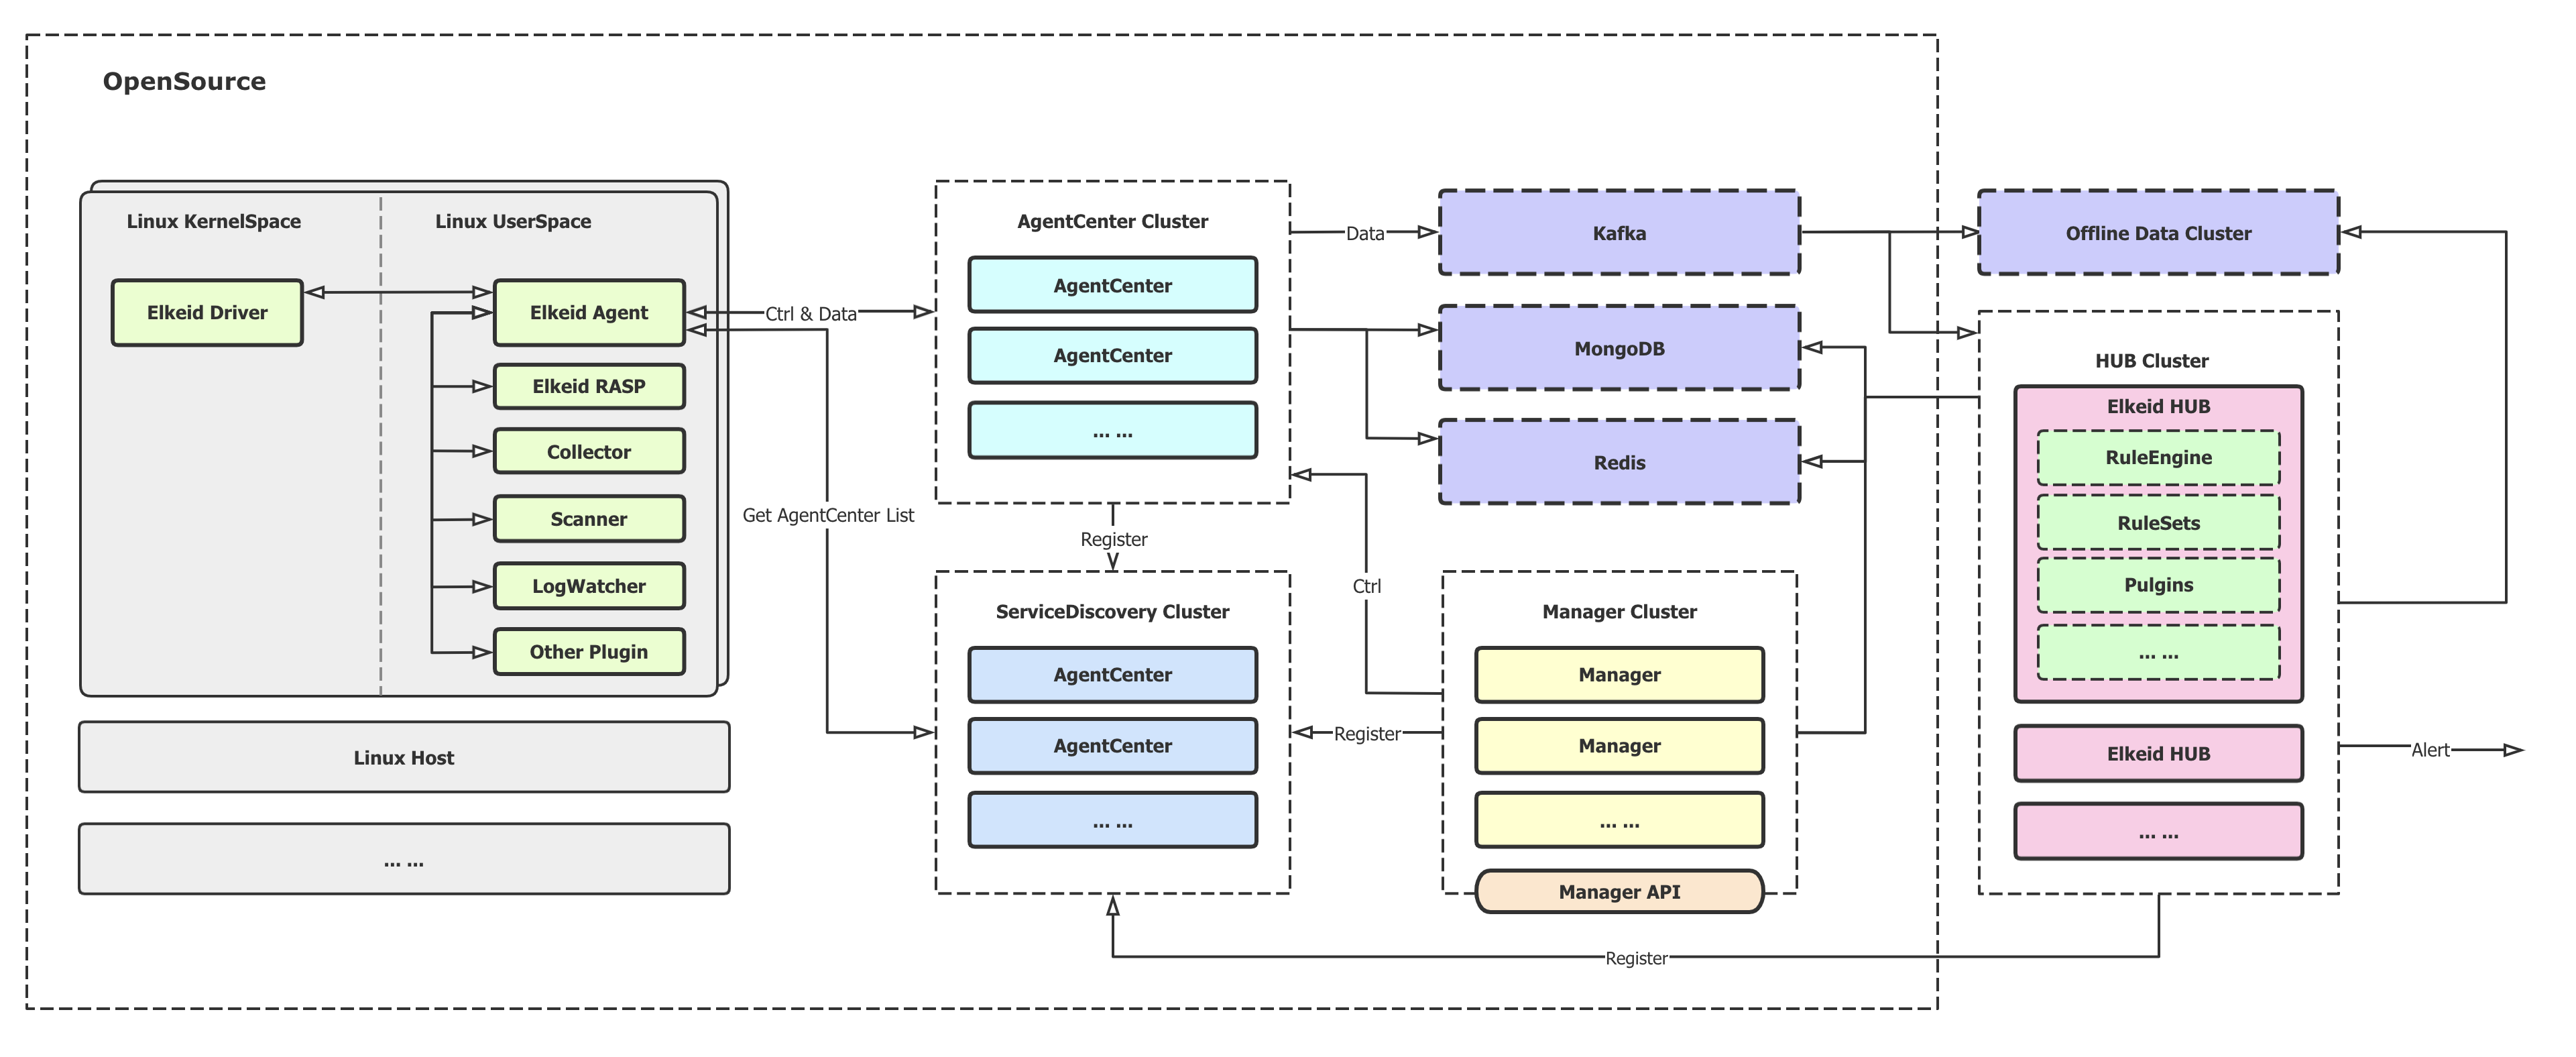 OpenSource
Linux KernelSpace
Linux UserSpace
Elkeid Driver
Elkeid Agent
Elkeid RASP
Collector
Scanner
LogWatcher
Other Plugin
Linux Host
... ...
Ctrl & Data
Get AgentCenter List
AgentCenter Cluster
AgentCenter
AgentCenter
... ...
Register
ServiceDiscovery Cluster
AgentCenter
AgentCenter
... ...
Data
Kafka
MongoDB
Redis
Ctrl
Register
Manager Cluster
Manager
Manager
... ...
Manager API
Register
Offline Data Cluster
HUB Cluster
Elkeid HUB
RuleEngine
RuleSets
Pulgins
... ...
Elkeid HUB
... ...
Alert